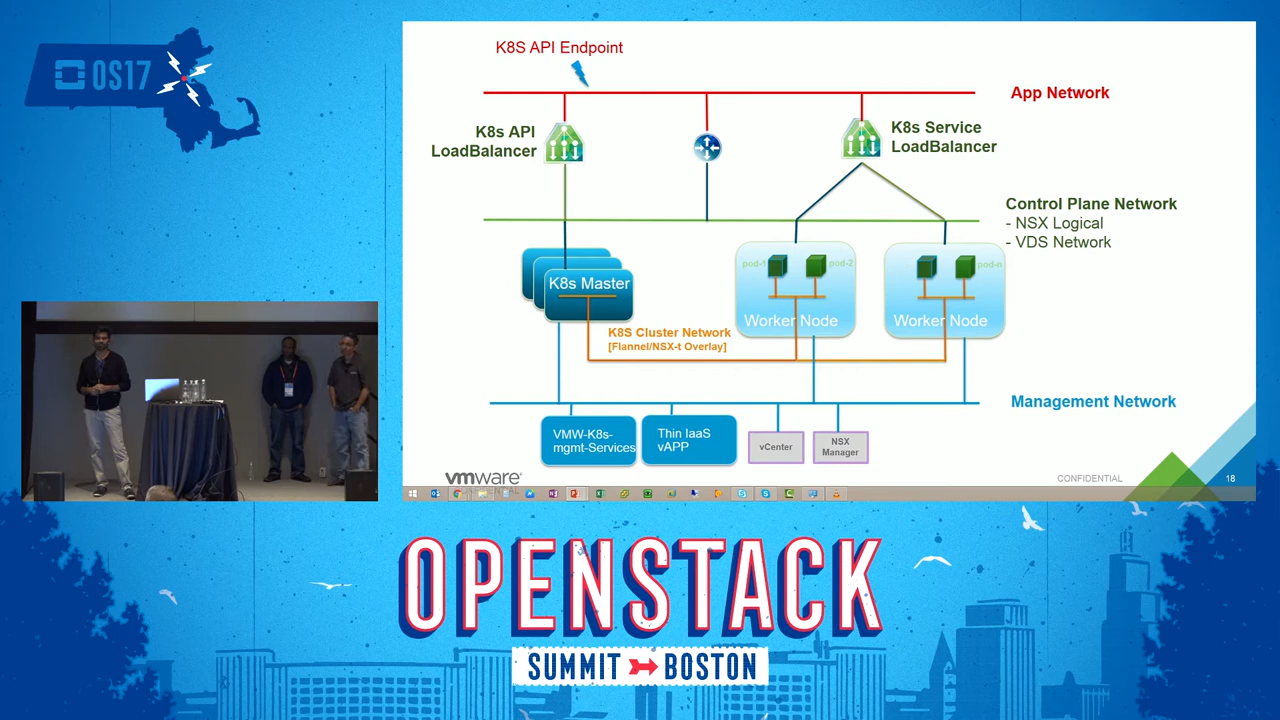 OS17
K8S API Endpoint
App Network
K8s API
LoadBalancer
K8s Service
LoadBalancer
Control Plane Network
- NSX Logical
- VDS Network
K8s Master
pod-1
pod-2
pod-n
Worker Node
Worker Node
K8S Cluster Network
[Flannel/NSX-t Overlay]
Management Network
VMW-K8s-
mgmt-Services
Thin IaaS
vAPP
vCenter
NSX
Manager
vmware®
CONFIDENTIAL
18
OPENSTACK
SUMMIT BOSTON